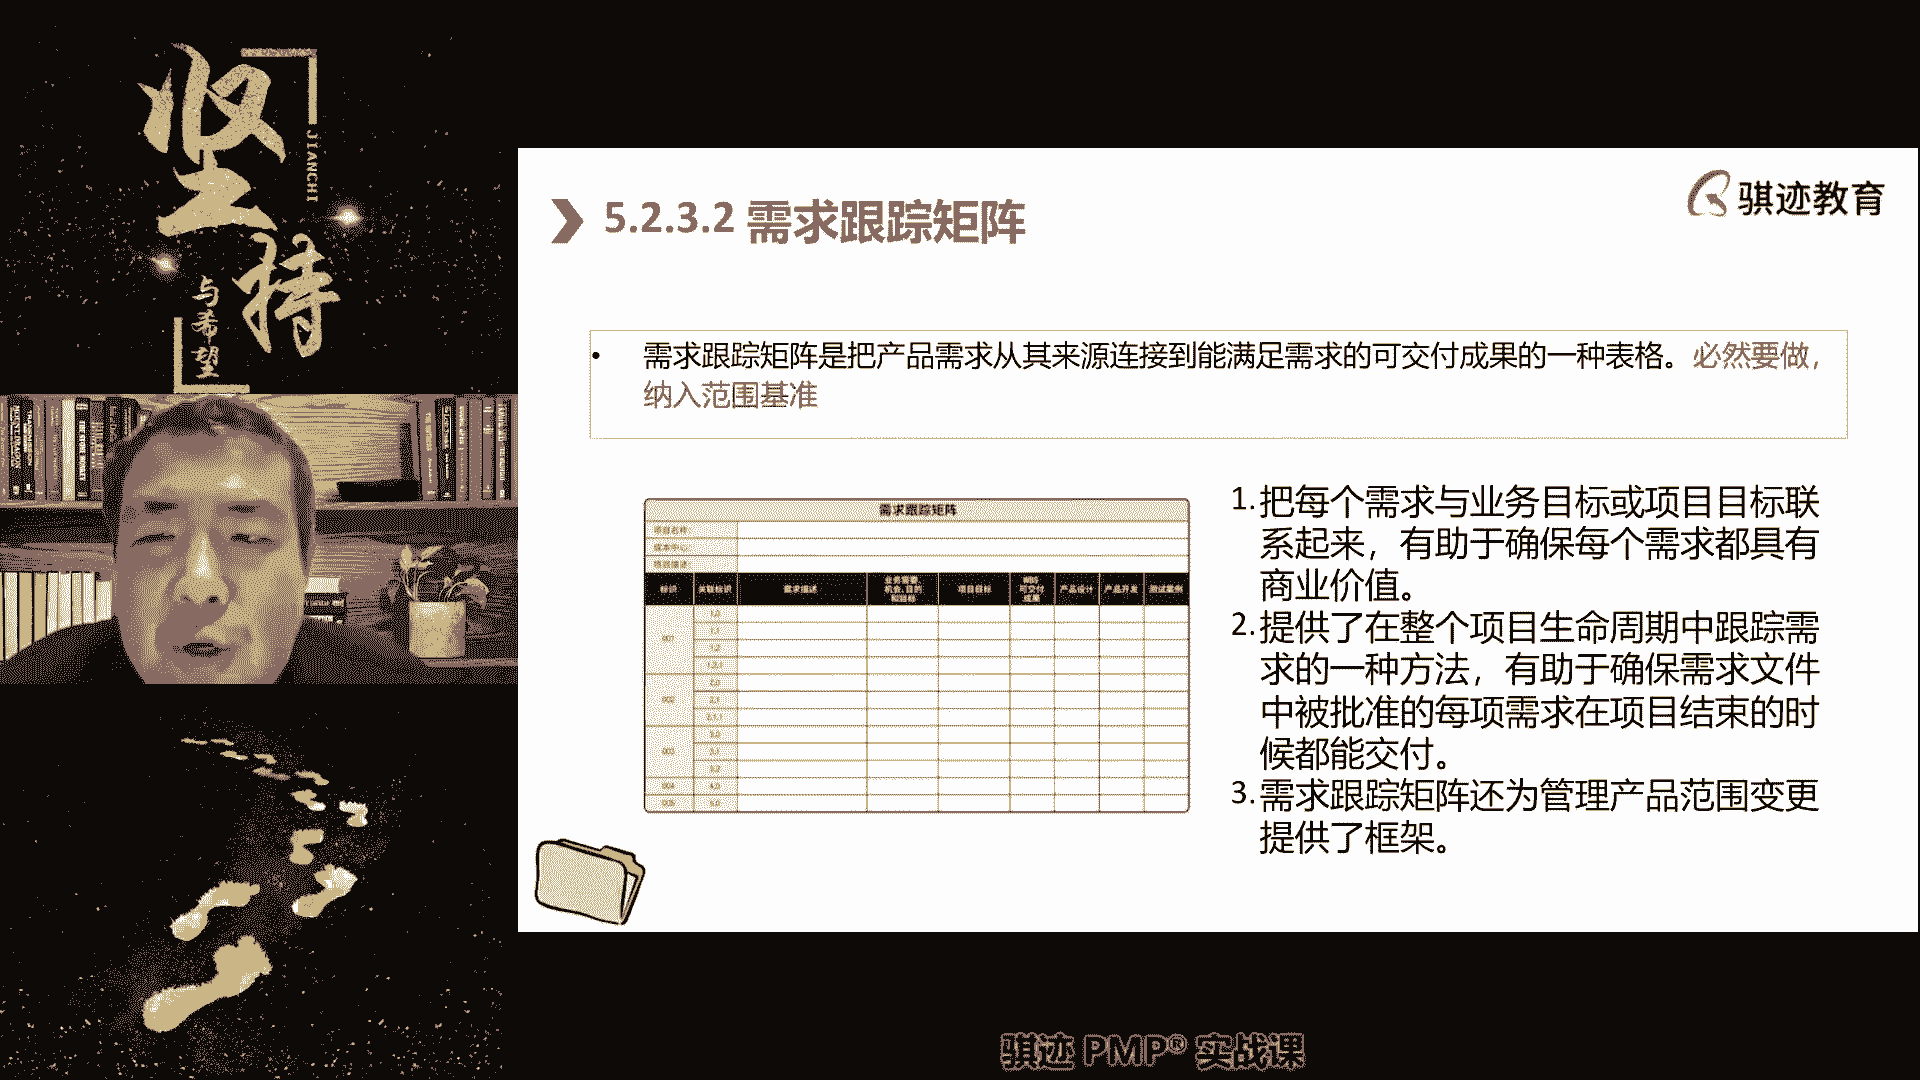 坚持
JIANCHI
与希望
骐迹教育
5.2.3.2 需求跟踪矩阵
• 需求跟踪矩阵是把产品需求从其来源连接到能满足需求的可交付成果的一种表格。必然要做,
纳入范围基准
需求跟踪矩阵
项目名称:
成本中心:
项目描述:
标识 关联标识 需求描述 业务需要、机会、目的和目标 项目目标 WBS可交付成果 产品设计 产品开发 测试案例
001 1.0
1.1
1.2
1.2.1
002 2.0
2.1
2.1.1
003 3.0
3.1
3.2
004 4.0
005 5.0
1.把每个需求与业务目标或项目目标联
系起来，有助于确保每个需求都具有
商业价值。
2.提供了在整个项目生命周期中跟踪需
求的一种方法，有助于确保需求文件
中被批准的每项需求在项目结束的时
候都能交付。
3.需求跟踪矩阵还为管理产品范围变更
提供了框架。
骐迹 PMP® 实战课